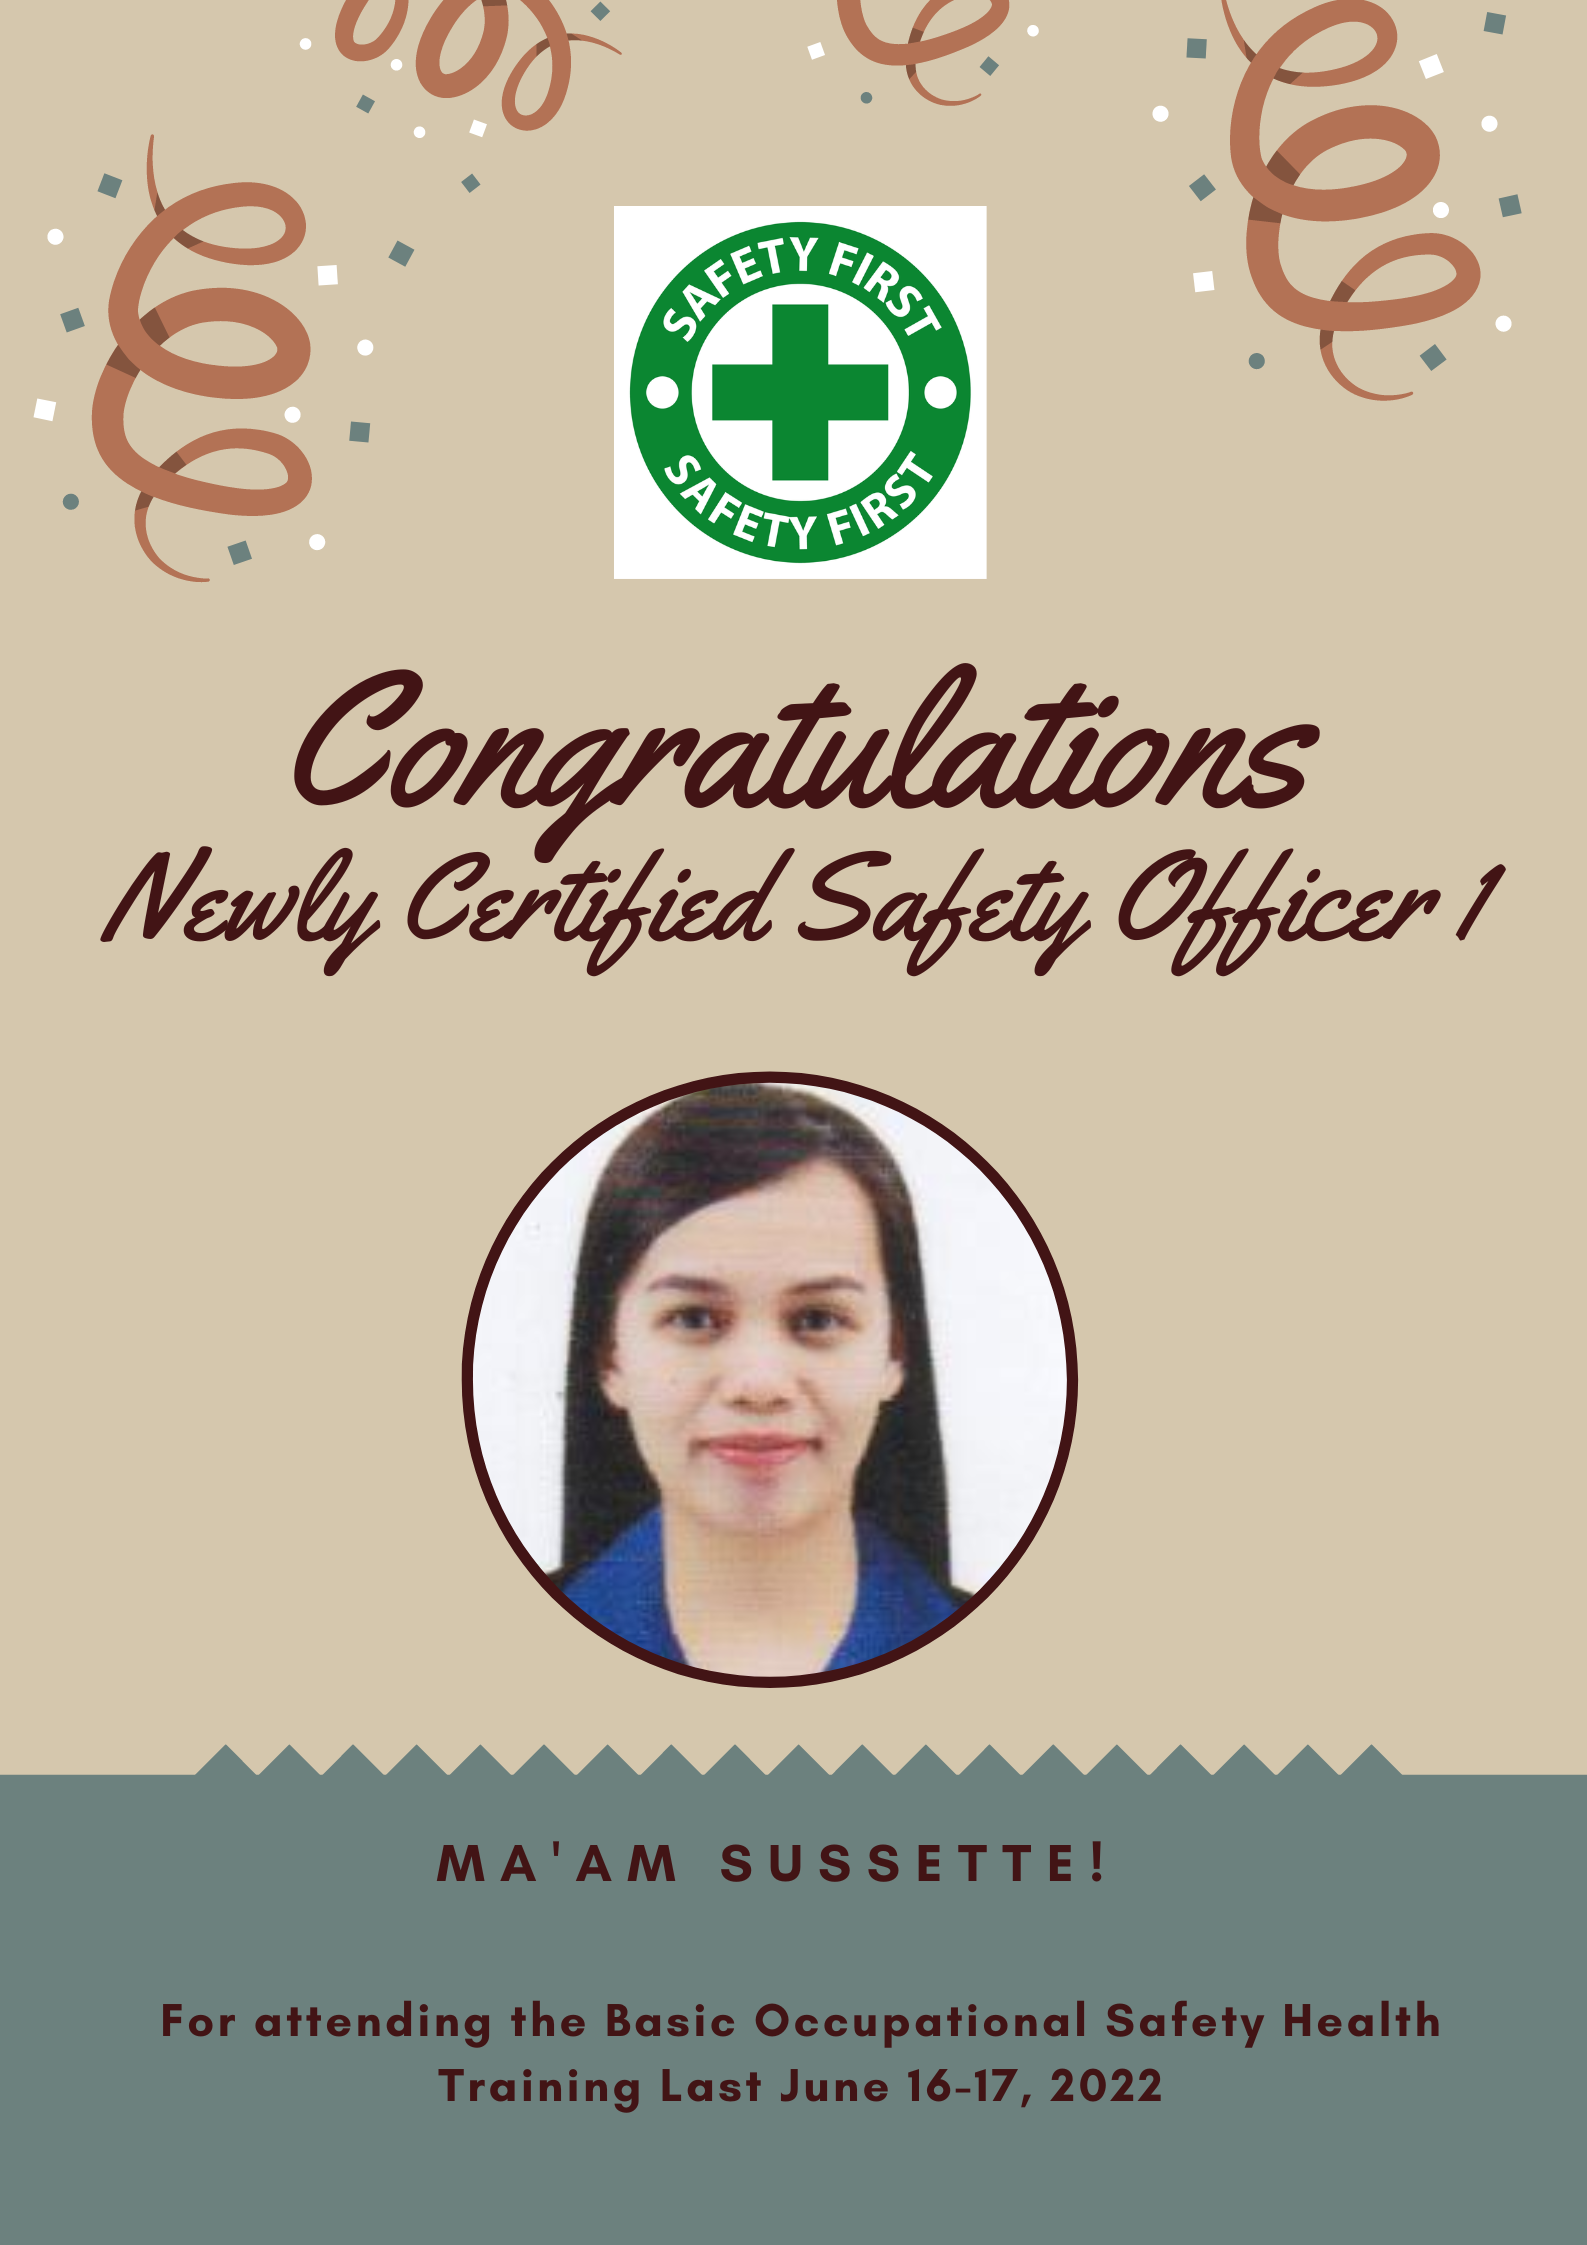 SAFETY FIRST
SAFETY FIRST
Congratulations
Newly Certified Safety Officer 1
MA'AM SUSSETTE!
For attending the Basic Occupational Safety Health
Training Last June 16-17, 2022